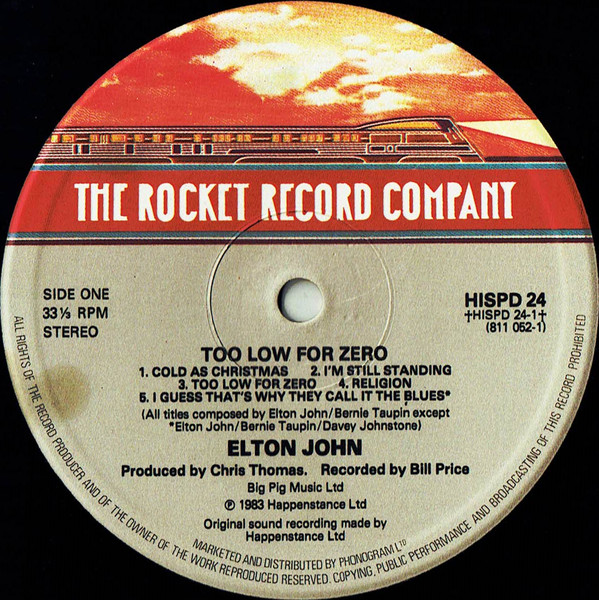 THE ROCKET RECORD COMPANY
SIDE ONE
33⅓ RPM
STEREO
HISPD 24
†HISPD 24-1†
(811 052-1)
TOO LOW FOR ZERO
1. COLD AS CHRISTMAS 2. I'M STILL STANDING
3. TOO LOW FOR ZERO 4. RELIGION
5. I GUESS THAT'S WHY THEY CALL IT THE BLUES*
(All titles composed by Elton John/Bernie Taupin except
*Elton John/Bernie Taupin/Davey Johnstone)
ELTON JOHN
Produced by Chris Thomas. Recorded by Bill Price
Big Pig Music Ltd
℗ 1983 Happenstance Ltd
Original sound recording made by
Happenstance Ltd
MARKETED AND DISTRIBUTED BY PHONOGRAM LTD
ALL RIGHTS OF THE RECORD PRODUCER AND OF THE OWNER OF THE WORK REPRODUCED RESERVED. COPYING, PUBLIC PERFORMANCE AND BROADCASTING OF THIS RECORD PROHIBITED